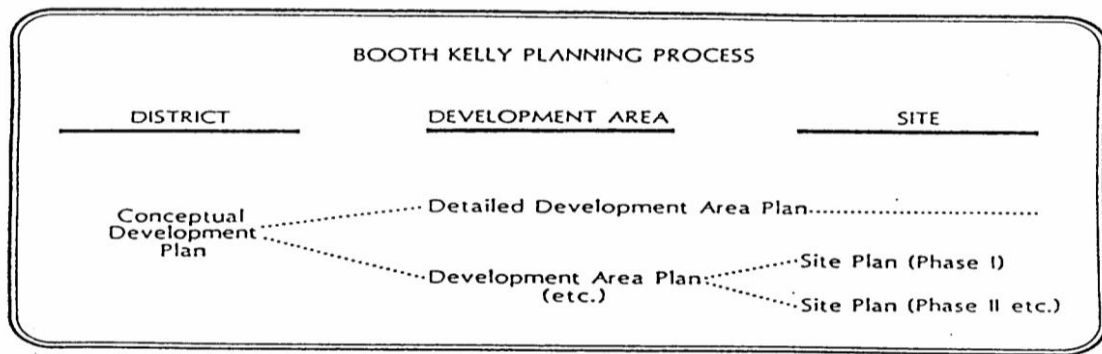 BOOTH KELLY PLANNING PROCESS
DISTRICT DEVELOPMENT AREA SITE
Conceptual
Development
Plan
Detailed Development Area Plan
Development Area Plan
(etc.)
Site Plan (Phase I)
Site Plan (Phase II etc.)